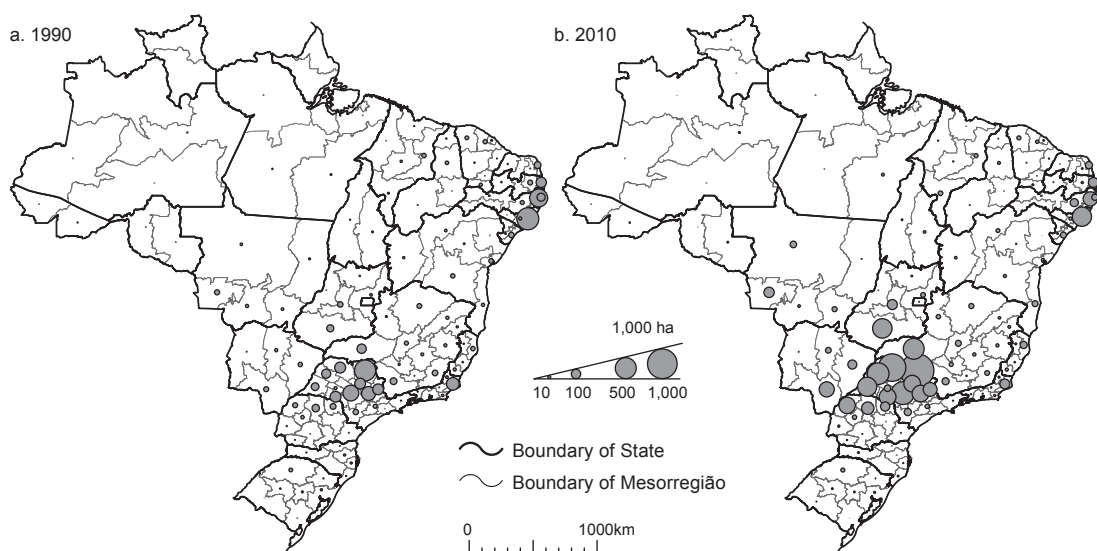 a. 1990
b. 2010
1,000 ha
10 100 500 1,000
Boundary of State
Boundary of Mesorregião
0 1000km